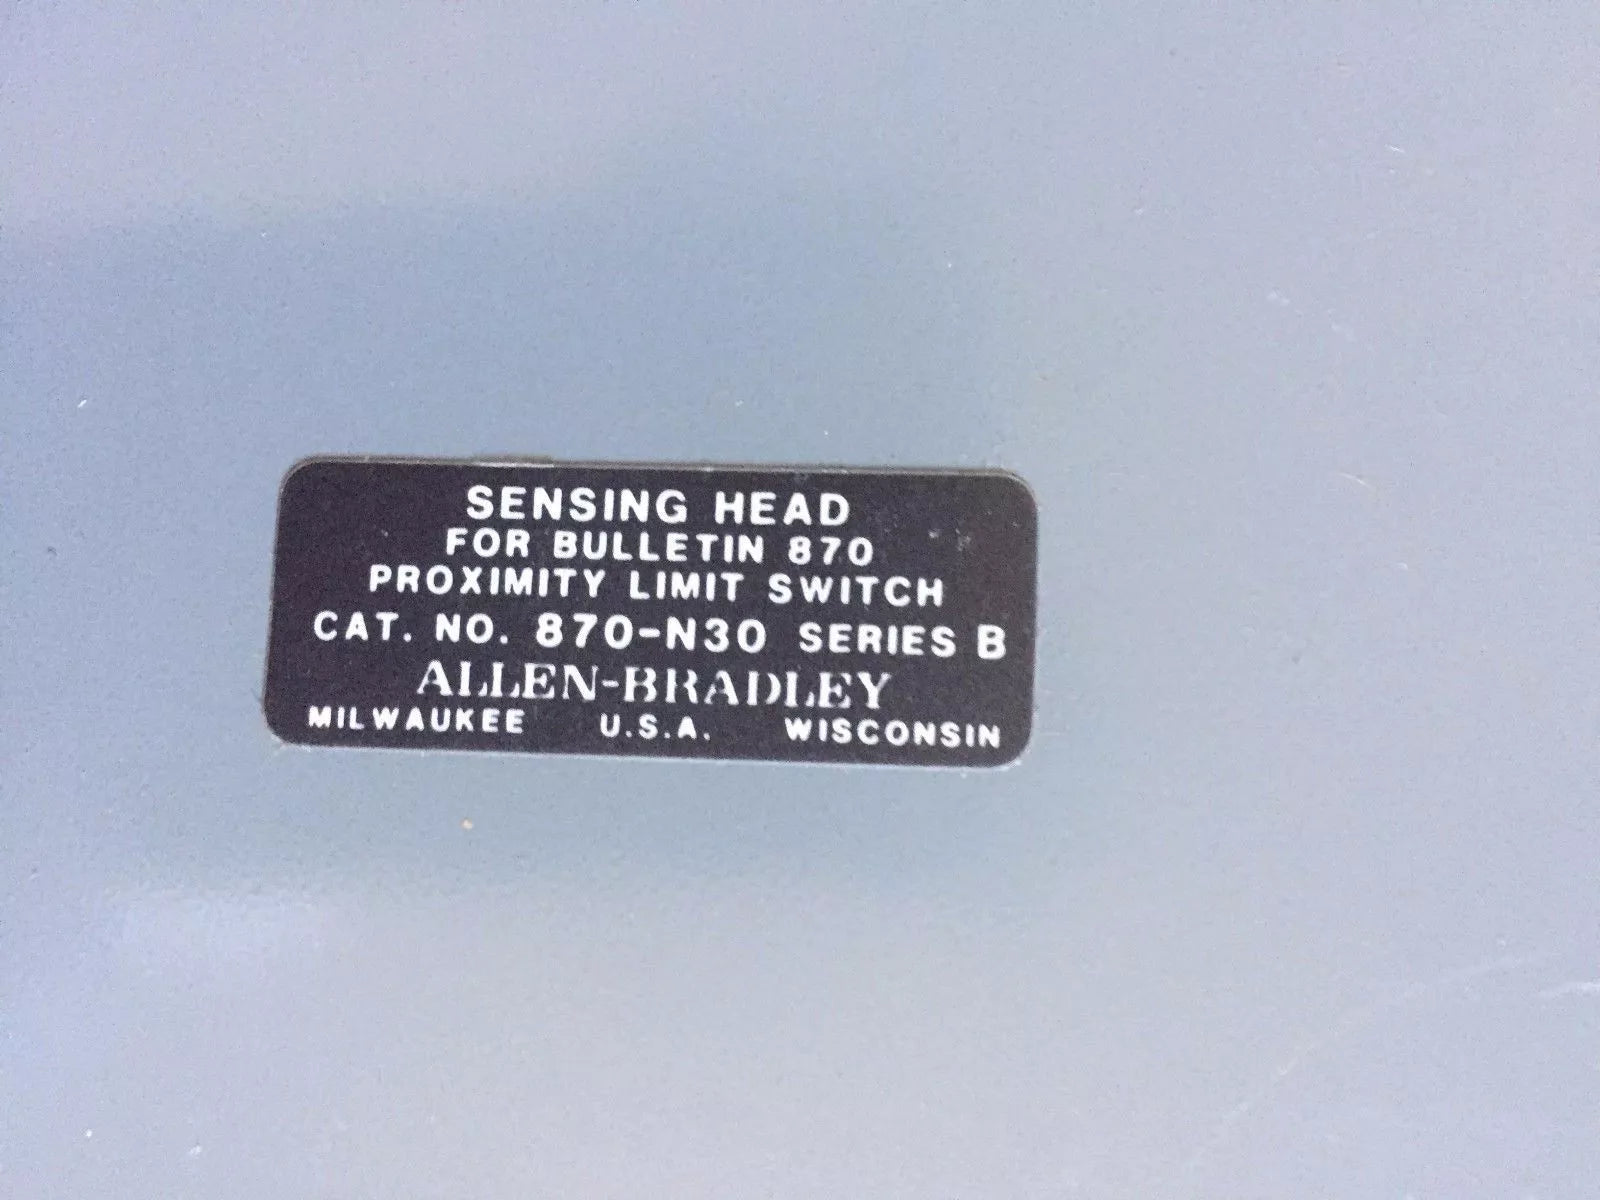 SENSING HEAD
FOR BULLETIN 870
PROXIMITY LIMIT SWITCH
CAT. NO. 870-N30 SERIES B
ALLEN-BRADLEY
MILWAUKEE U.S.A. WISCONSIN